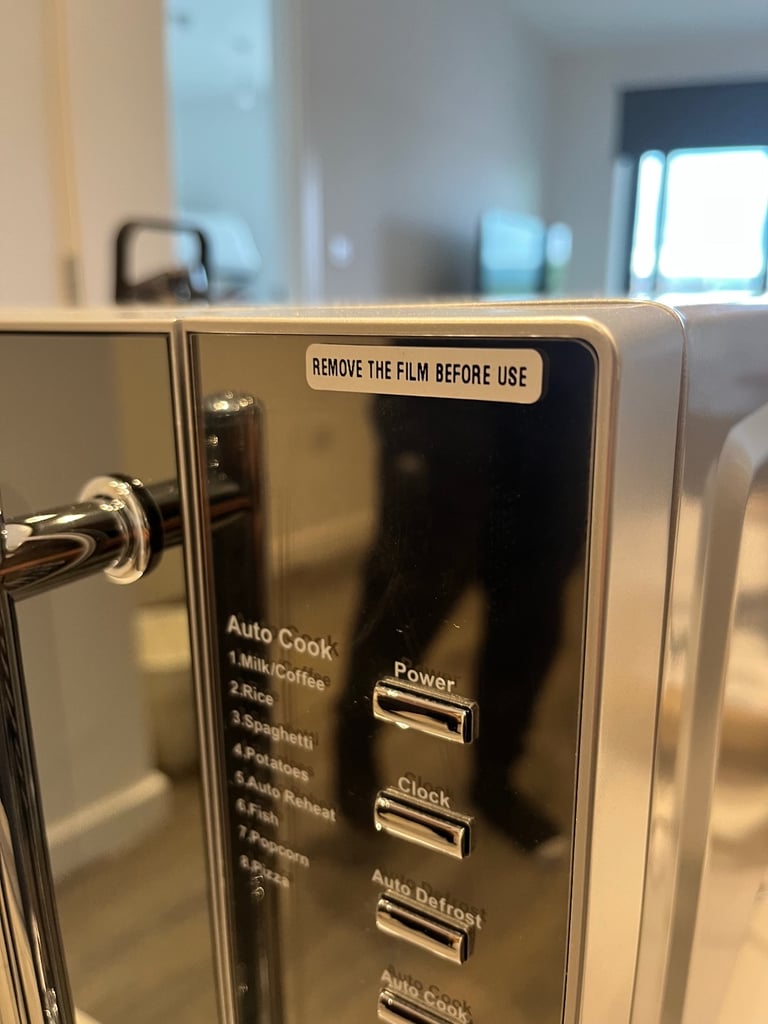 REMOVE THE FILM BEFORE USE
Auto Cook
1.Milk/Coffee
2.Rice
3.Spaghetti
4.Potatoes
5.Auto Reheat
6.Fish
7.Popcorn
8.Pizza
Power
Clock
Auto Defrost
Auto Cook